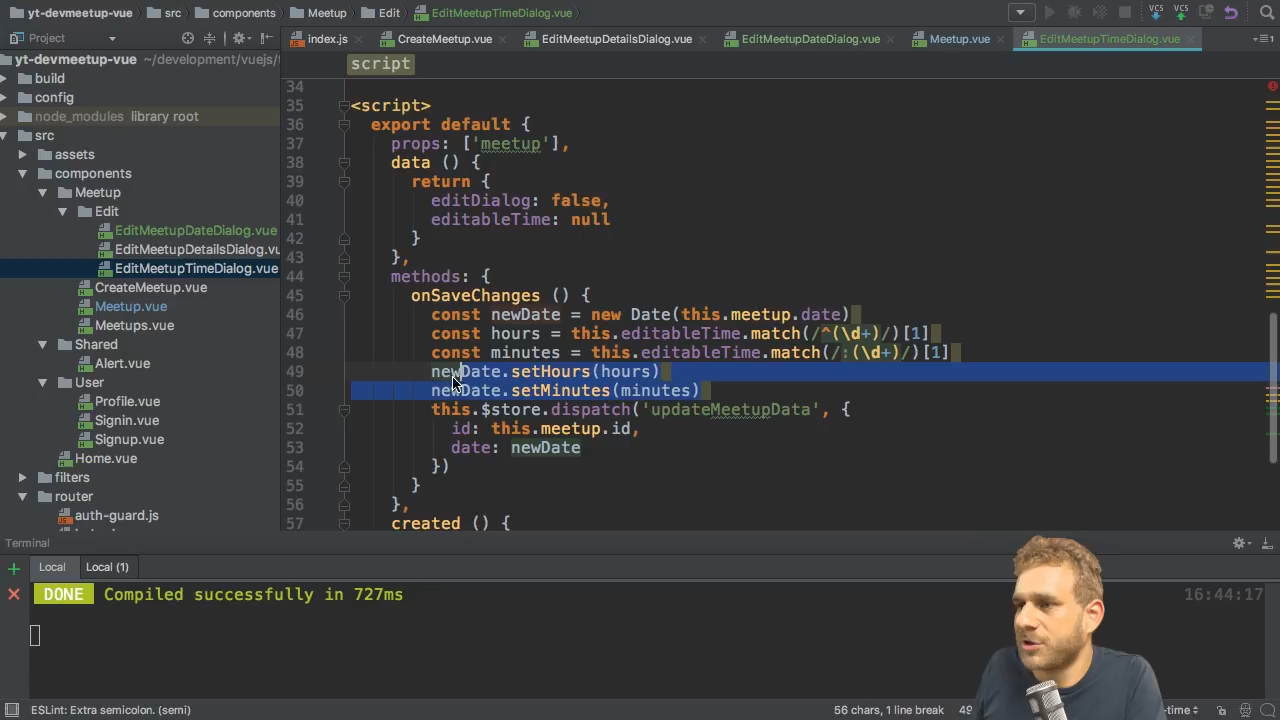 yt-devmeetup-vue src components Meetup Edit EditMeetupTimeDialog.vue
VCS VCS
Project
index.js CreateMeetup.vue EditMeetupDetailsDialog.vue EditMeetupDateDialog.vue Meetup.vue EditMeetupTimeDialog.vue
yt-devmeetup-vue ~/development/vuejs/
build
config
node_modules library root
src
assets
components
Meetup
Edit
EditMeetupDateDialog.vue
EditMeetupDetailsDialog.vu
EditMeetupTimeDialog.vue
CreateMeetup.vue
Meetup.vue
Meetups.vue
Shared
Alert.vue
User
Profile.vue
Signin.vue
Signup.vue
Home.vue
filters
router
auth-guard.js
script
34
35 <script>
36 export default {
37 props: ['meetup'],
38 data () {
39 return {
40 editDialog: false,
41 editableTime: null
42 }
43 },
44 methods: {
45 onSaveChanges () {
46 const newDate = new Date(this.meetup.date)
47 const hours = this.editableTime.match(/^(\d+)/)[1]
48 const minutes = this.editableTime.match(/:(\d+)/)[1]
49 newDate.setHours(hours)
50 newDate.setMinutes(minutes)
51 this.$store.dispatch('updateMeetupData', {
52 id: this.meetup.id,
53 date: newDate
54 })
55 }
56 },
57 created () {
Terminal
Local Local (1)
DONE Compiled successfully in 727ms 16:44:17
ESLint: Extra semicolon. (semi) 56 chars, 1 line break 49 -time